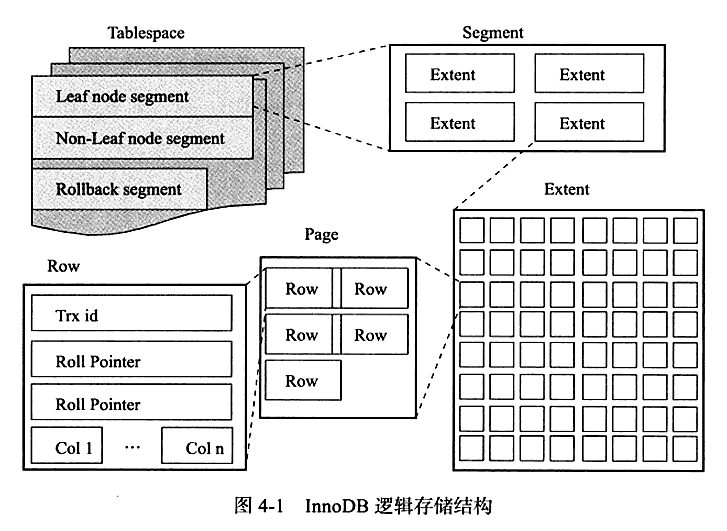 Tablespace
Leaf node segment
Non-Leaf node segment
Rollback segment
Segment
Extent
Extent
Extent
Extent
Extent
Page
Row
Row
Row
Row
Row
Row
Trx id
Roll Pointer
Roll Pointer
Col 1 ··· Col n
图 4-1 InnoDB 逻辑存储结构